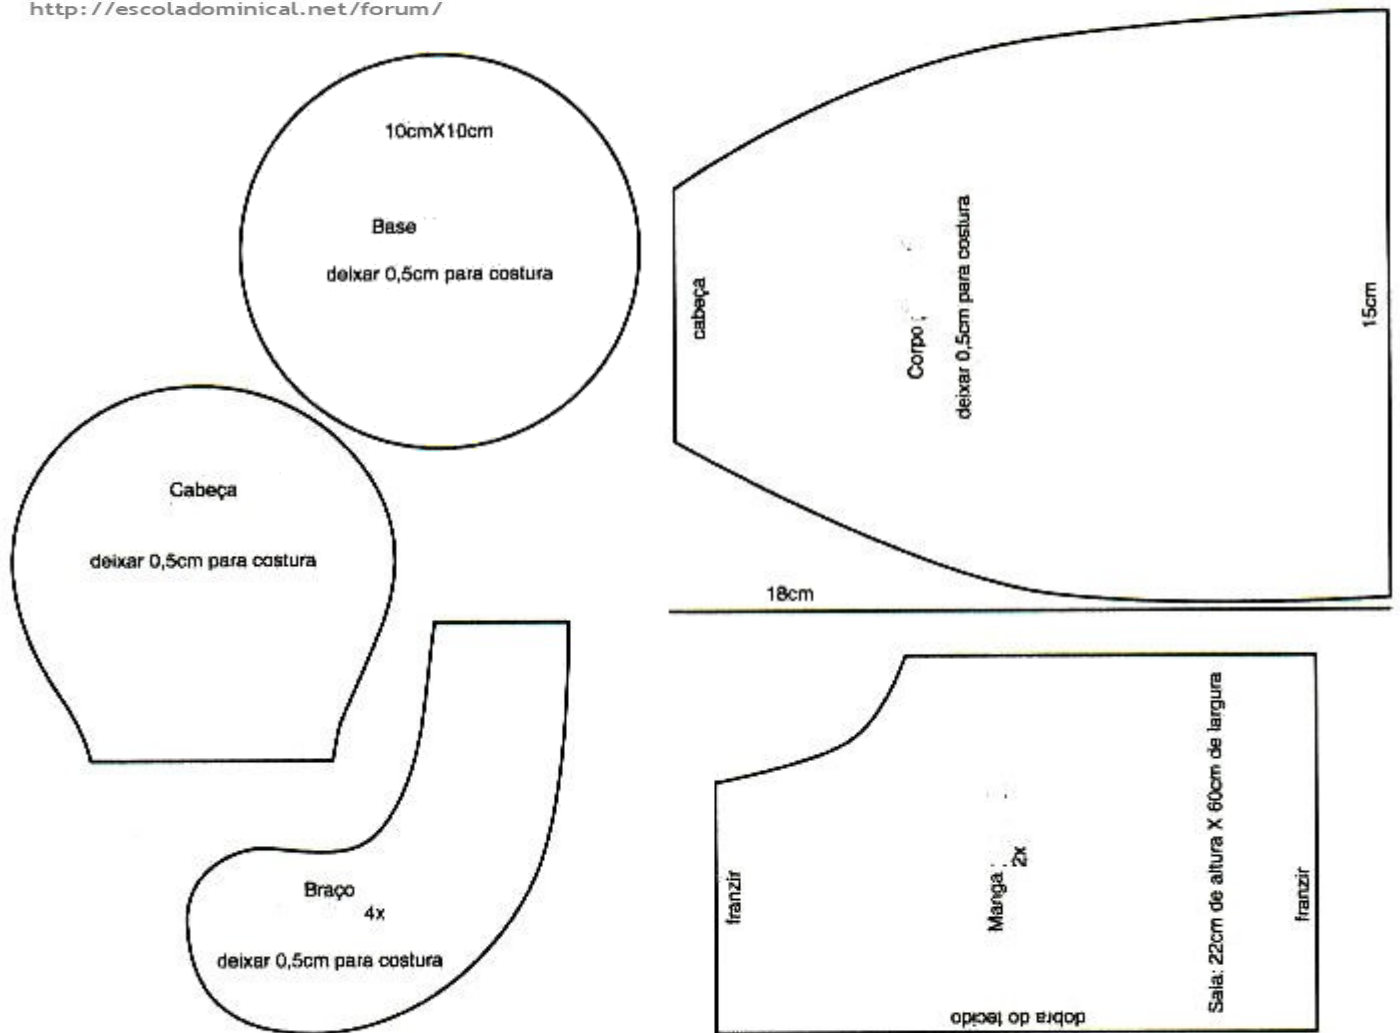 http://escoladominical.net/forum/
10cmX10cm
Base
deixar 0,5cm para costura
Cabeça
deixar 0,5cm para costura
Braço
4x
deixar 0,5cm para costura
cabeça
Corpo
deixar 0,5cm para costura
15cm
18cm
franzir
Manga
2x
Saia: 22cm de altura X 60cm de largura
franzir
dobra do tecido